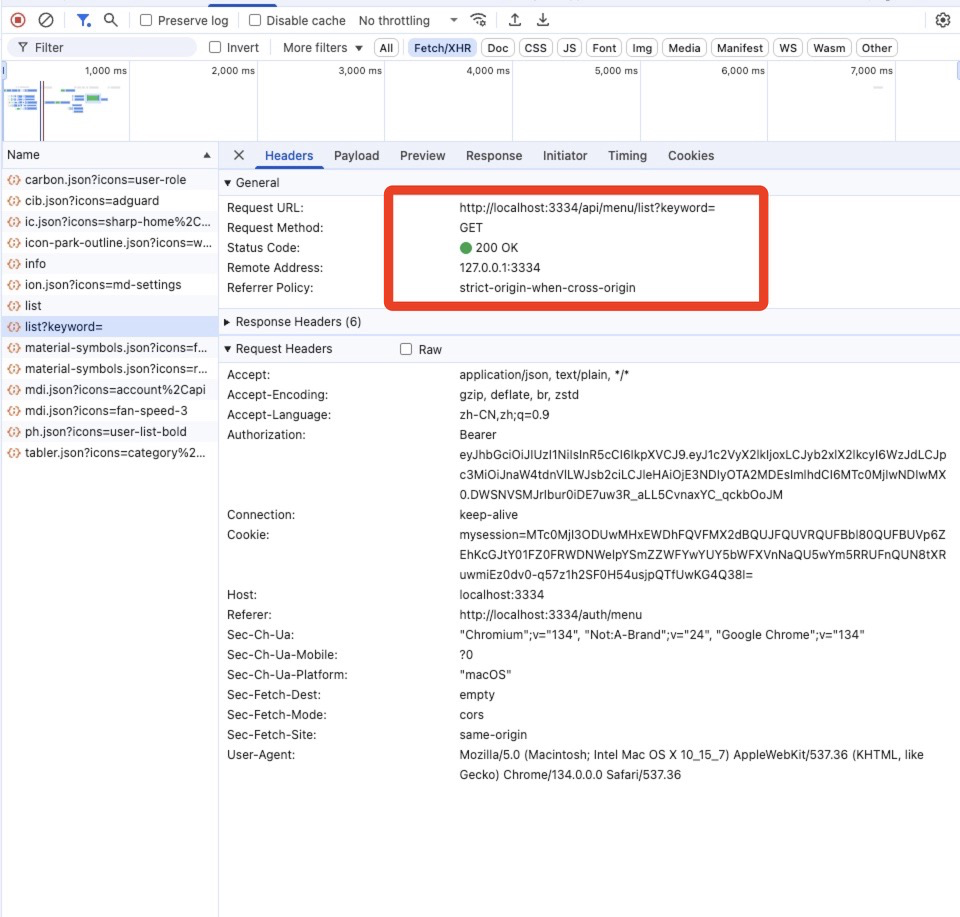 Preserve log Disable cache No throttling
Filter Invert More filters All Fetch/XHR Doc CSS JS Font Img Media Manifest WS Wasm Other
1,000 ms 2,000 ms 3,000 ms 4,000 ms 5,000 ms 6,000 ms 7,000 ms
Name
carbon.json?icons=user-role
cib.json?icons=adguard
ic.json?icons=sharp-home%2C...
icon-park-outline.json?icons=w...
info
ion.json?icons=md-settings
list
list?keyword=
material-symbols.json?icons=f...
material-symbols.json?icons=r...
mdi.json?icons=account%2Capi
mdi.json?icons=fan-speed-3
ph.json?icons=user-list-bold
tabler.json?icons=category%2...
Headers Payload Preview Response Initiator Timing Cookies
General
Request URL: http://localhost:3334/api/menu/list?keyword=
Request Method: GET
Status Code: 200 OK
Remote Address: 127.0.0.1:3334
Referrer Policy: strict-origin-when-cross-origin
Response Headers (6)
Request Headers Raw
Accept: application/json, text/plain, */*
Accept-Encoding: gzip, deflate, br, zstd
Accept-Language: zh-CN,zh;q=0.9
Authorization: Bearer
Connection: keep-alive
Cookie:
Host: localhost:3334
Referer: http://localhost:3334/auth/menu
Sec-Ch-Ua: "Chromium";v="134", "Not:A-Brand";v="24", "Google Chrome";v="134"
Sec-Ch-Ua-Mobile: ?0
Sec-Ch-Ua-Platform: "macOS"
Sec-Fetch-Dest: empty
Sec-Fetch-Mode: cors
Sec-Fetch-Site: same-origin
User-Agent: Mozilla/5.0 (Macintosh; Intel Mac OS X 10_15_7) AppleWebKit/537.36 (KHTML, like
Gecko) Chrome/134.0.0.0 Safari/537.36